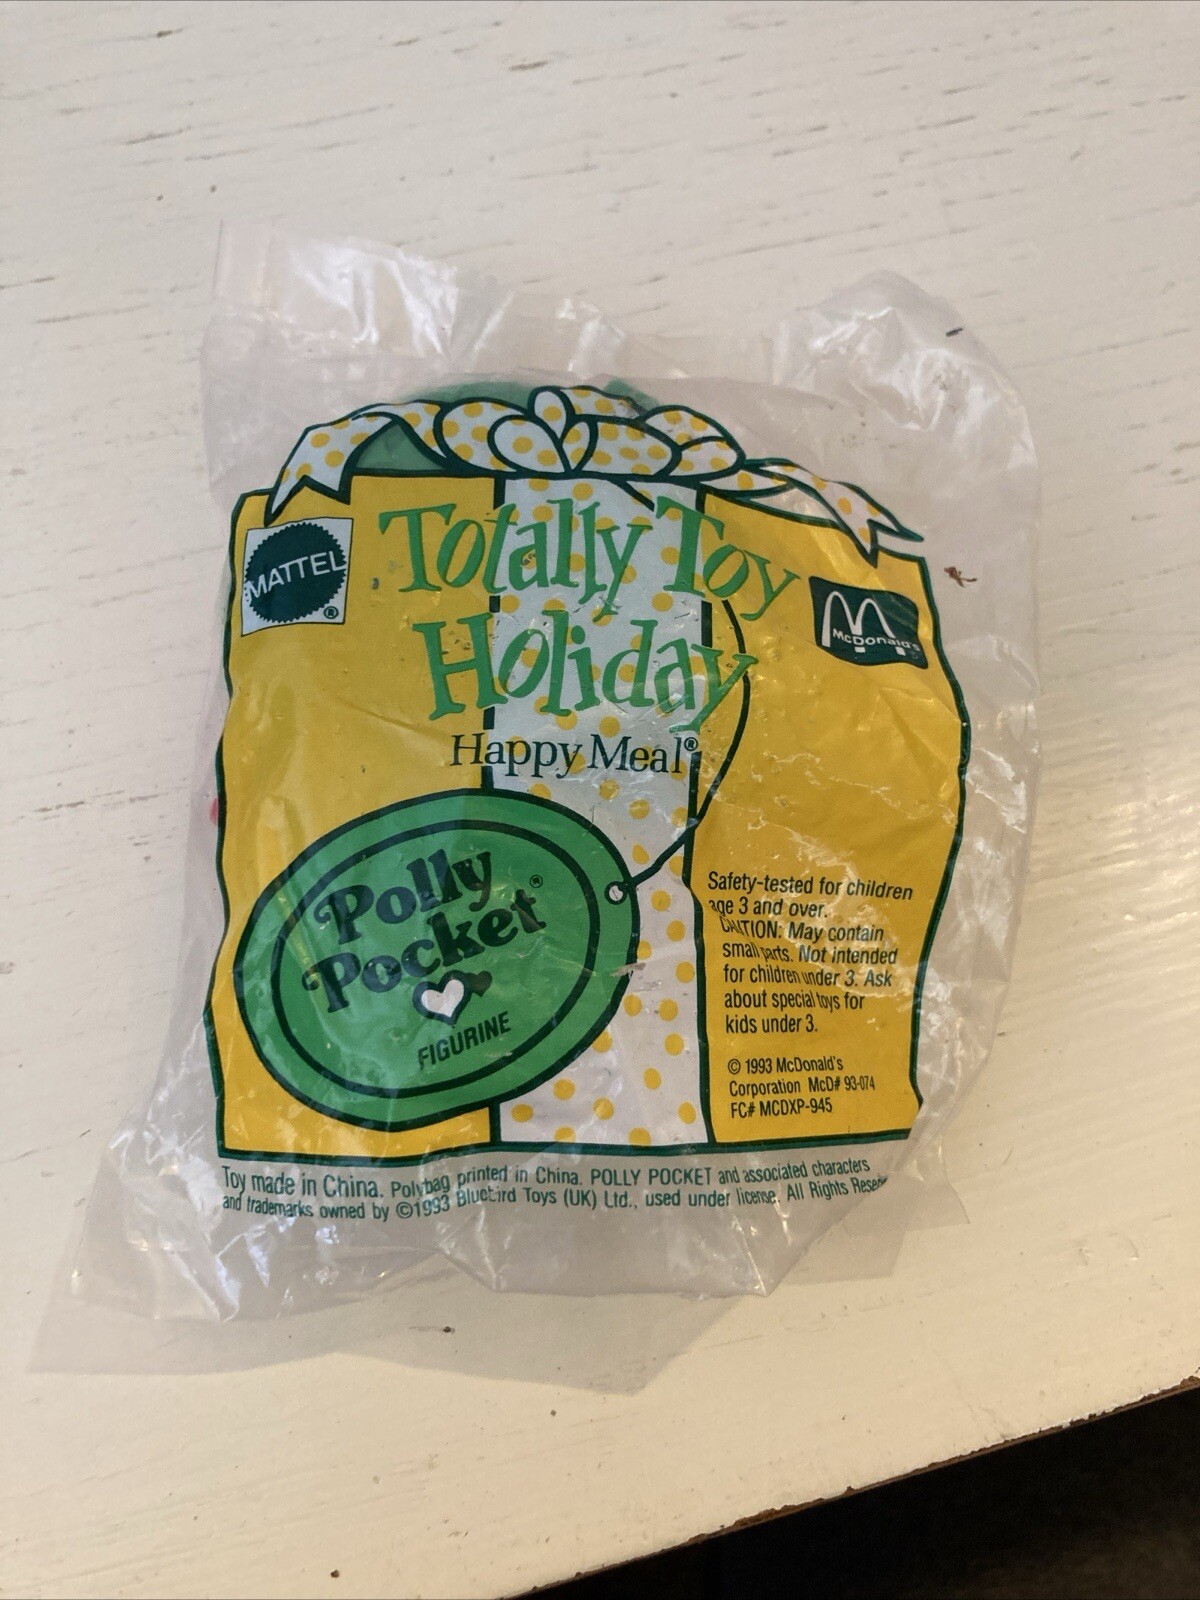 Totally Toy
Holiday
Happy Meal®
MATTEL®
McDonald's
Polly
Pocket®
FIGURINE
Safety-tested for children
age 3 and over.
CAUTION: May contain
small parts. Not intended
for children under 3. Ask
about special toys for
kids under 3.
© 1993 McDonald's
Corporation McD# 93-074
FC# MCDXP-945
Toy made in China. Polybag printed in China. POLLY POCKET and associated characters
and trademarks owned by ©1993 Bluebird Toys (UK) Ltd., used under license. All Rights